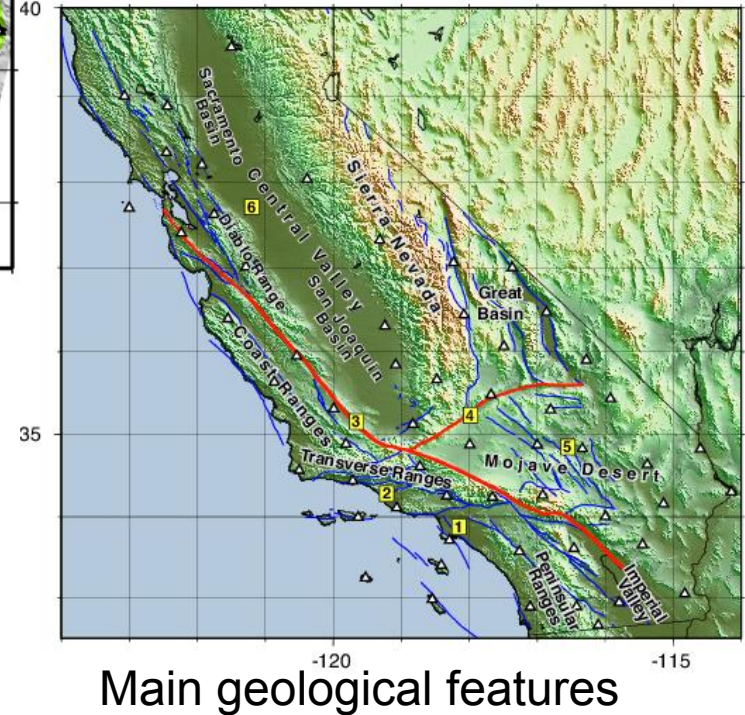 40
Sacramento
Basin
Central Valley
San Joaquin
Basin
Sierra Nevada
6
Diablo Range
Great
Basin
Coast Ranges
3
4
35
5
Transverse Ranges
Mojave Desert
2
1
Peninsular
Ranges
Imperial
Valley
-120
-115
Main geological features